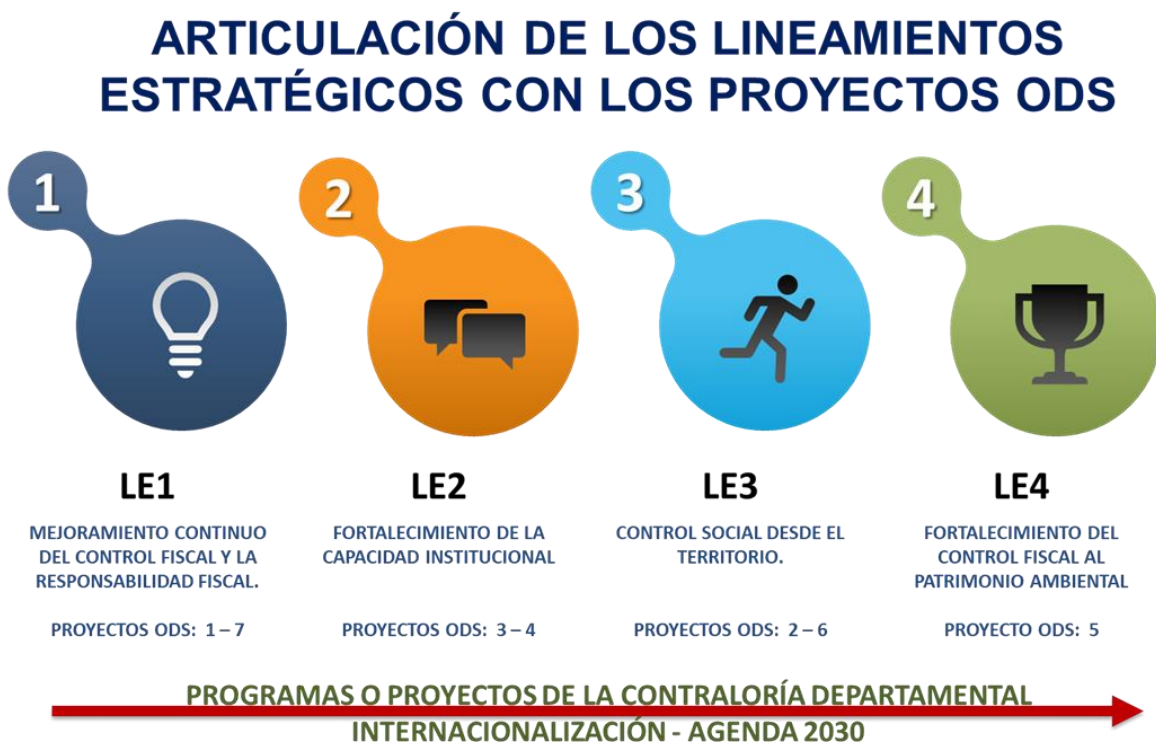 ARTICULACIÓN DE LOS LINEAMIENTOS
ESTRATÉGICOS CON LOS PROYECTOS ODS
1
2
3
4
LE1
MEJORAMIENTO CONTINUO
DEL CONTROL FISCAL Y LA
RESPONSABILIDAD FISCAL.
PROYECTOS ODS: 1 – 7
LE2
FORTALECIMIENTO DE LA
CAPACIDAD INSTITUCIONAL
PROYECTOS ODS: 3 – 4
LE3
CONTROL SOCIAL DESDE EL
TERRITORIO.
PROYECTOS ODS: 2 – 6
LE4
FORTALECIMIENTO DEL
CONTROL FISCAL AL
PATRIMONIO AMBIENTAL
PROYECTO ODS: 5
PROGRAMAS O PROYECTOS DE LA CONTRALORÍA DEPARTAMENTAL
INTERNACIONALIZACIÓN - AGENDA 2030